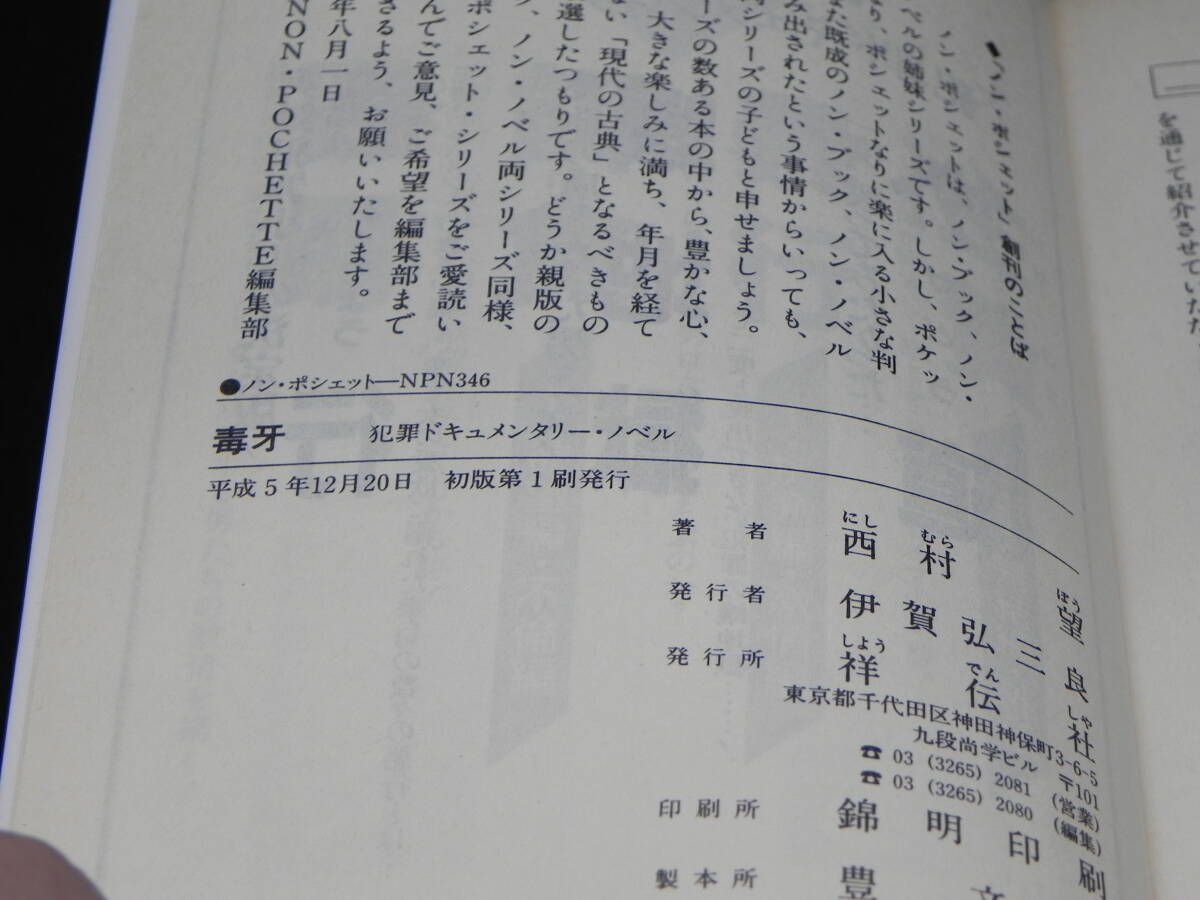 「ノン・ポシェット」創刊のことば
ノン・ポシェットは、ノン・ブック、ノン・
ベルの姉妹シリーズです。しかし、ポケッ
より、ポシェットなりに楽に入る小さな判
また既成のノン・ブック、ノン・ノベル
み出されたという事情からいっても、
両シリーズの子どもと申せましょう。
ーズの数ある本の中から、豊かな心、
大きな楽しみに満ち、年月を経て
ない「現代の古典」となるべきもの
選したつもりです。どうか親版の
ク、ノン・ノベル両シリーズ同様、
ポシェット・シリーズをご愛読い
んでご意見、ご希望を編集部まで
さるよう、お願いいたします。
年八月一日
NON・POCHETTE編集部
を通じて紹介させていただ
●ノン・ポシェット—NPN346
毒牙 犯罪ドキュメンタリー・ノベル
平成5年12月20日 初版第1刷発行
著者 西村望
にし むら ぼう
発行者 伊賀弘三良
発行所 祥伝社
しよう でん しや
東京都千代田区神田神保町3-6-5
九段尚学ビル 〒101
☎ 03 (3265) 2081 (営業)
☎ 03 (3265) 2080 (編集)
印刷所 錦明印刷
製本所 豊文